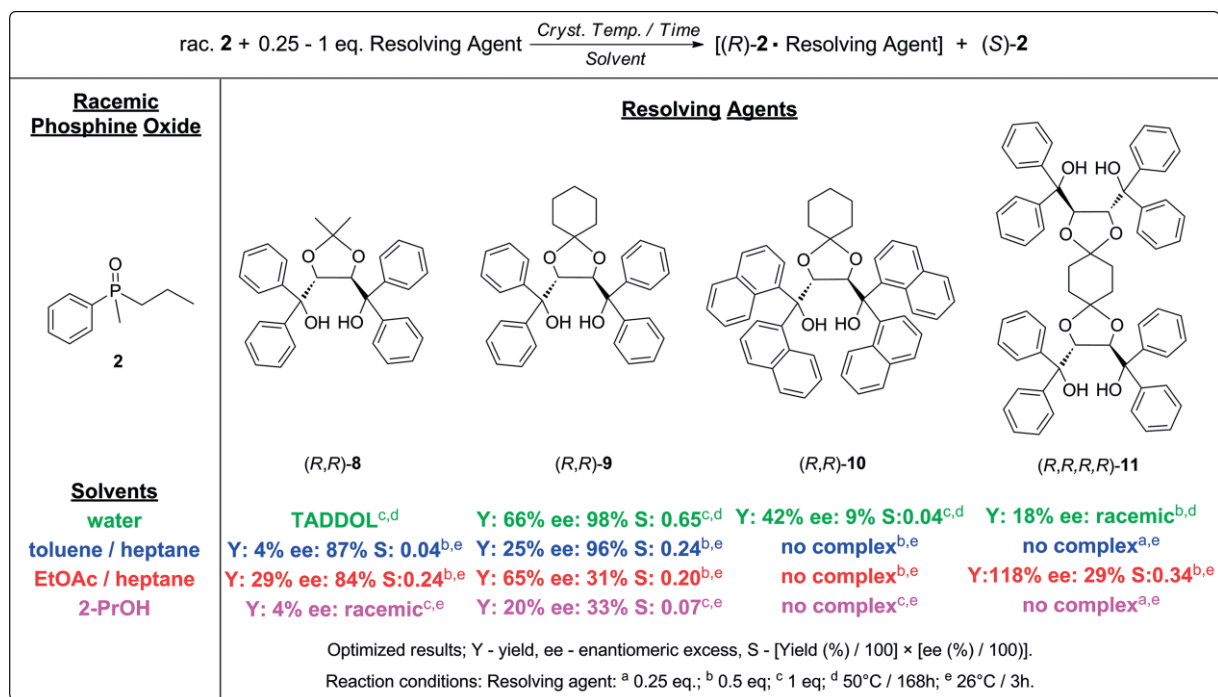 rac. 2 + 0.25 - 1 eq. Resolving Agent
Cryst. Temp. / Time
Solvent
[(R)-2 · Resolving Agent] + (S)-2
Racemic
Phosphine Oxide
Resolving Agents
O
P
2
O O
OH HO
(R,R)-8
O O
OH HO
(R,R)-9
O O
OH HO
(R,R)-10
OH HO
O O
O O
OH HO
(R,R,R,R)-11
Solvents
water TADDOLc,d Y: 66% ee: 98% S: 0.65c,d Y: 42% ee: 9% S:0.04c,d Y: 18% ee: racemicb,d
toluene / heptane Y: 4% ee: 87% S: 0.04b,e Y: 25% ee: 96% S: 0.24b,e no complexb,e no complexa,e
EtOAc / heptane Y: 29% ee: 84% S:0.24b,e Y: 65% ee: 31% S: 0.20b,e no complexb,e Y:118% ee: 29% S:0.34b,e
2-PrOH Y: 4% ee: racemicc,e Y: 20% ee: 33% S: 0.07c,e no complexc,e no complexa,e
Optimized results; Y - yield, ee - enantiomeric excess, S - [Yield (%) / 100] × [ee (%) / 100)].
Reaction conditions: Resolving agent: a 0.25 eq.; b 0.5 eq; c 1 eq; d 50°C / 168h; e 26°C / 3h.